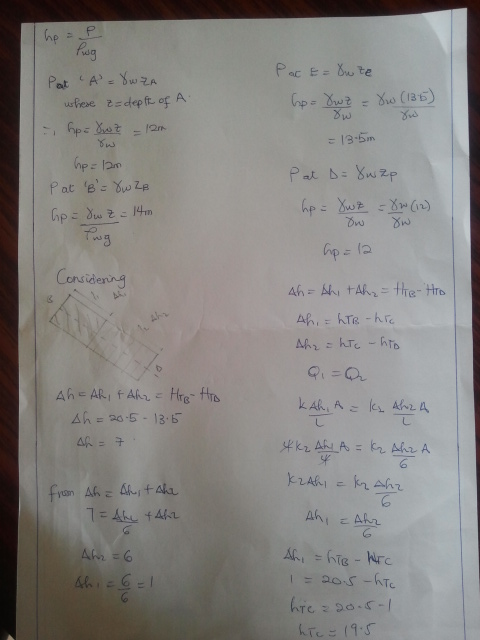 hp = P/ρwg
P at 'A' = γw zA
where z = depth of A.
∴, hp = γwz/γw = 12m
hp = 12m
P at 'B' = γw zB
hp = γw z/ρwg = 14m
Considering
B
L
Δh1
h
Δh2
D
Δh = Δh1 + Δh2 = HTB - HTD
Δh = 20.5 - 13.5
Δh = 7
from Δh = Δh1 + Δh2
7 = Δh2/6 + Δh2
Δh2 = 6
Δh1 = 6/6 = 1
P at E = γw ze
hp = γwz/γw = γw(13.5)/γw
= 13.5m
P at D = γw zD
hp = γwz/γw = γw(12)/γw
hp = 12
Δh = Δh1 + Δh2 = HTB - HTD
Δh1 = hTB - hTC
Δh2 = hTC - hTD
Q1 = Q2
k Δh1/L A = k2 Δh2/L A
4k2 Δh1/4 A = k2 Δh2/6 A
k2Δh1 = k2 Δh2/6
Δh1 = Δh2/6
Δh1 = hTB - hTC
1 = 20.5 - hTC
hTC = 20.5 - 1
hTC = 19.5